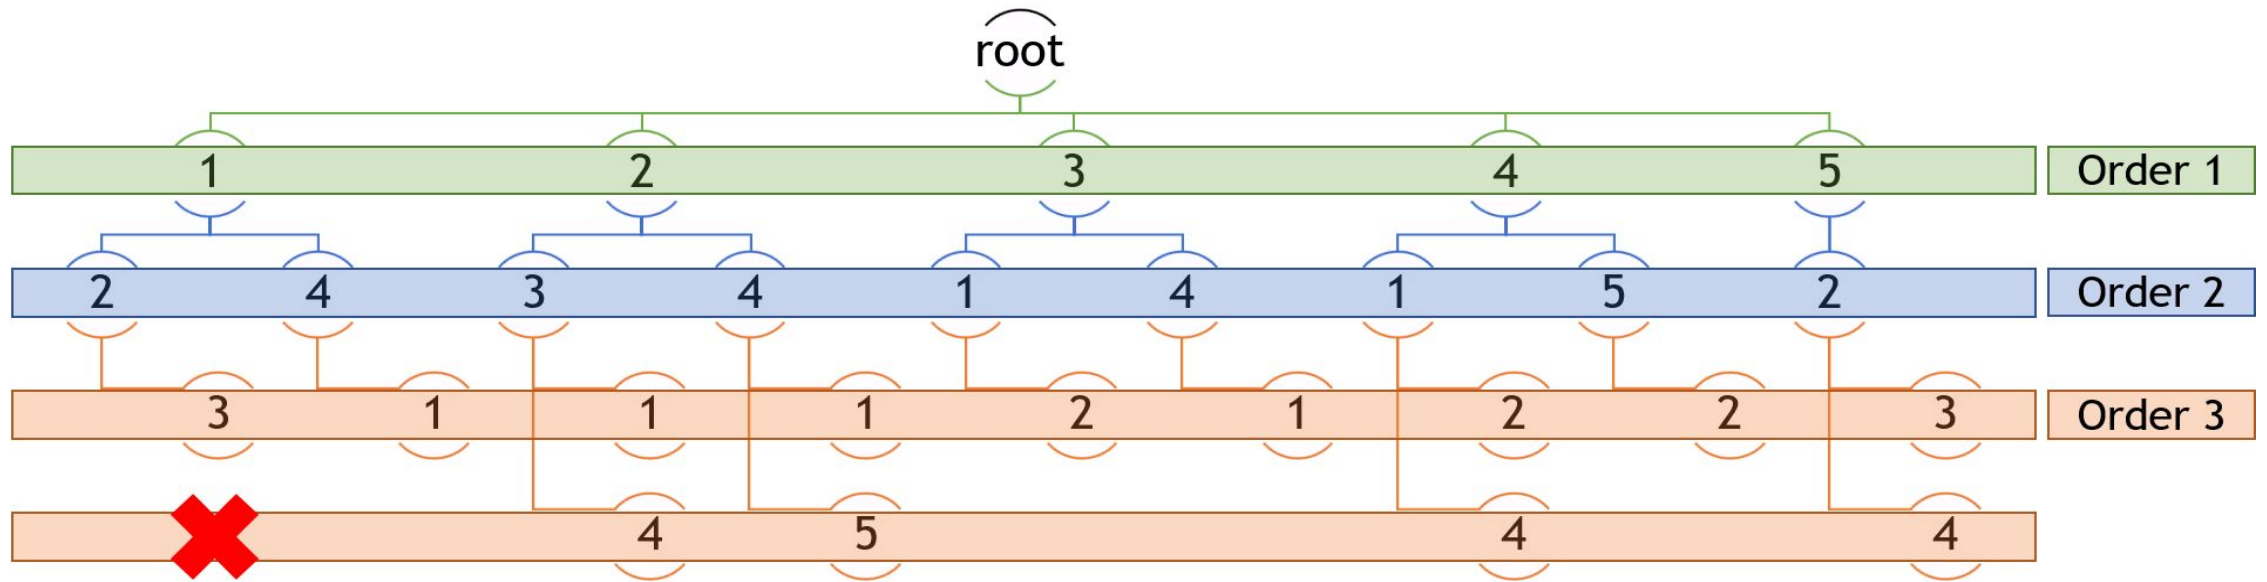 root
1 2 3 4 5 Order 1
2 4 3 4 1 4 1 5 2 Order 2
3 1 1 1 2 1 2 2 3 Order 3
4 5 4 4